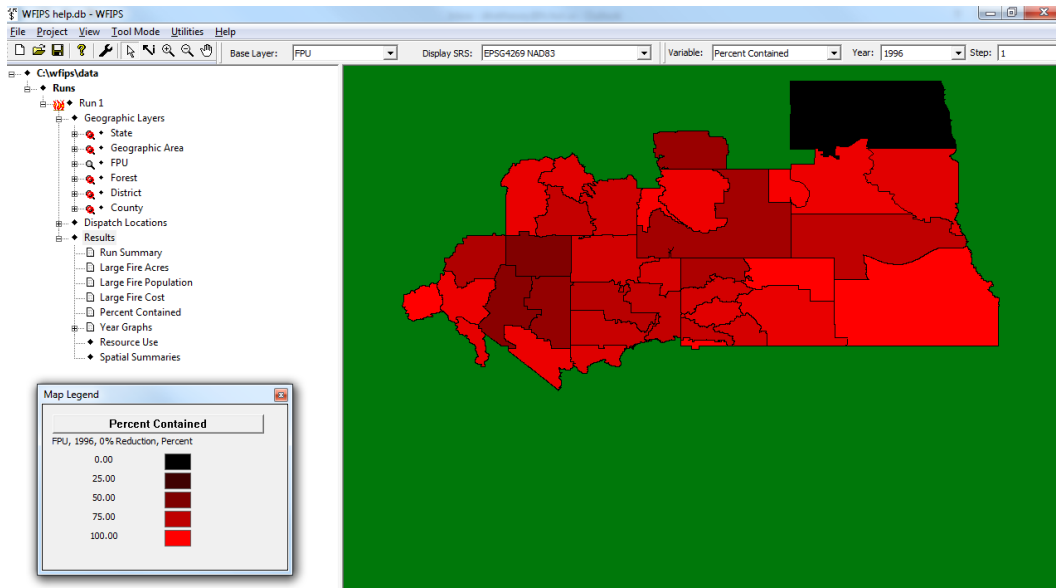 WFIPS help.db - WFIPS
File Project View Tool Mode Utilities Help
Base Layer: FPU Display SRS: EPSG4269 NAD83 Variable: Percent Contained Year: 1996 Step: 1
C:\wfips\data
Runs
Run 1
Geographic Layers
State
Geographic Area
FPU
Forest
District
County
Dispatch Locations
Results
Run Summary
Large Fire Acres
Large Fire Population
Large Fire Cost
Percent Contained
Year Graphs
Resource Use
Spatial Summaries
Map Legend
Percent Contained
FPU, 1996, 0% Reduction, Percent
0.00
25.00
50.00
75.00
100.00